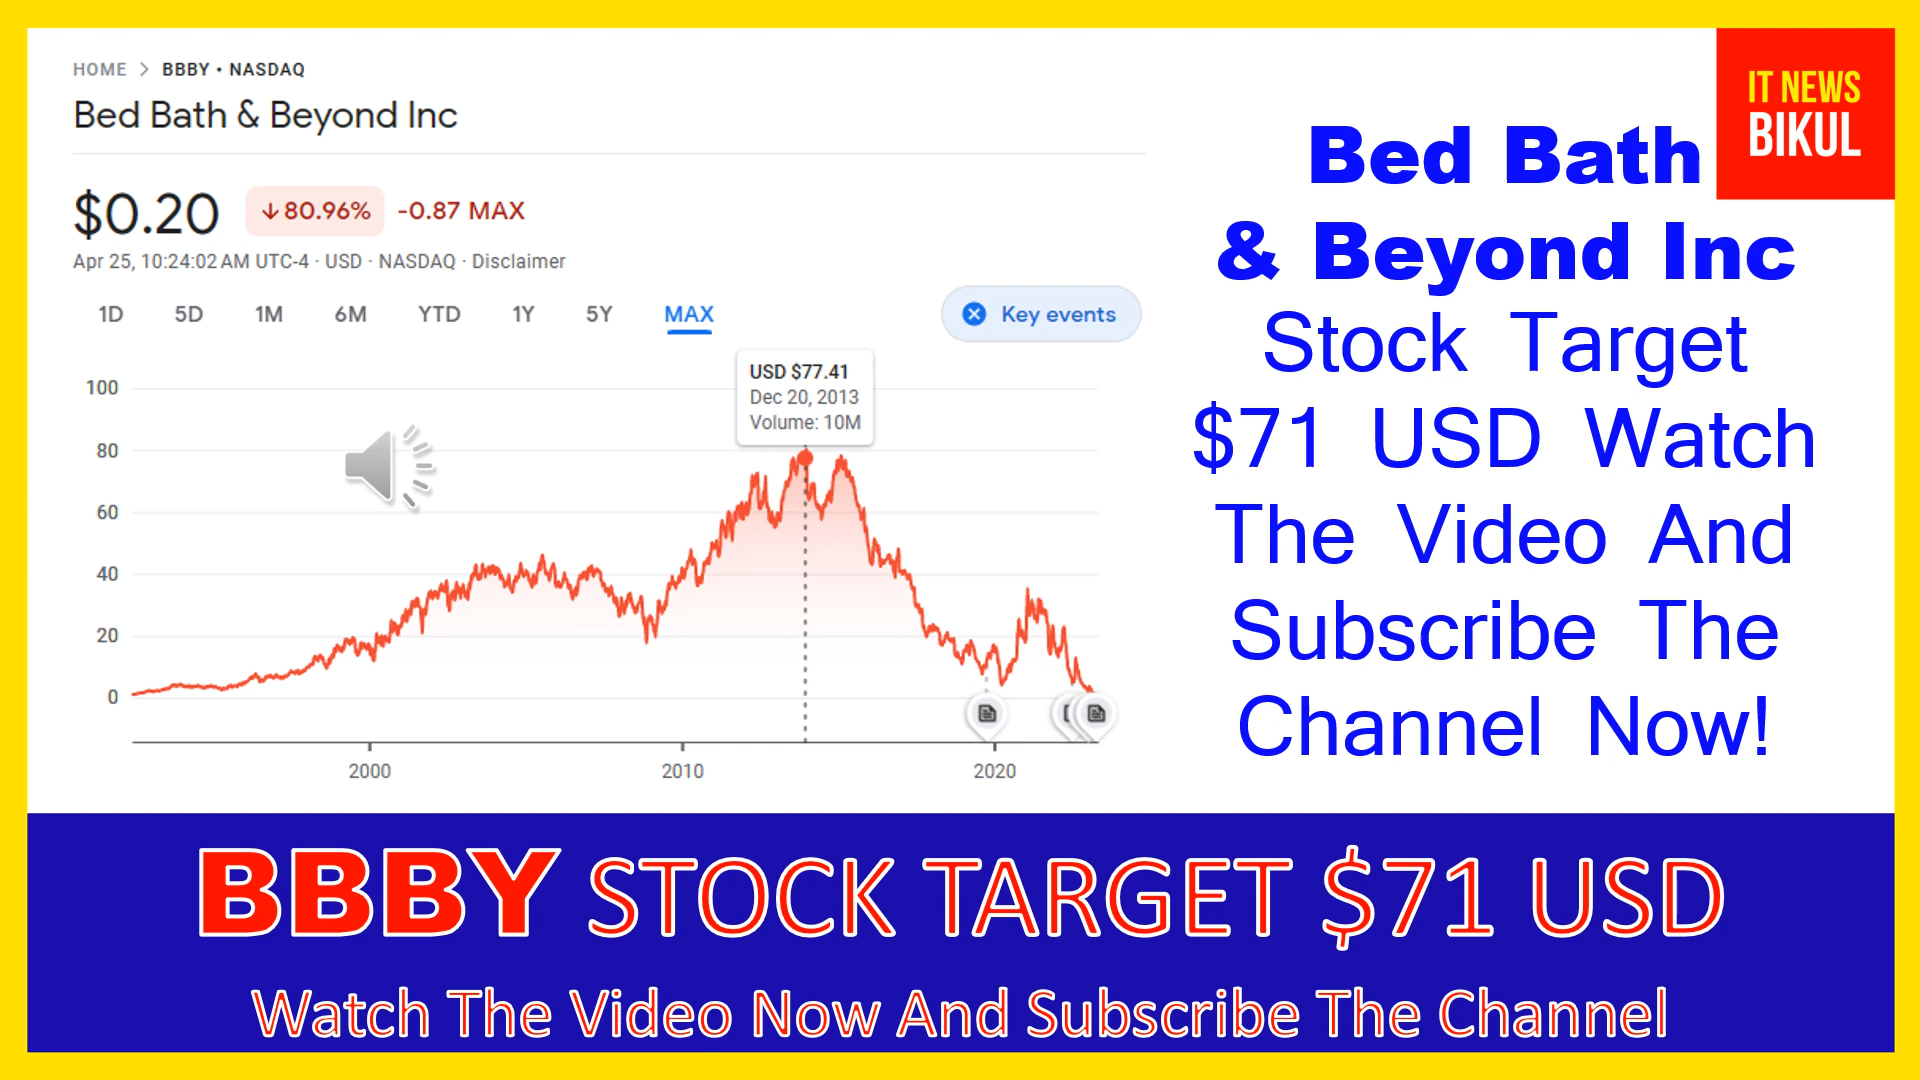 HOME > BBBY • NASDAQ
Bed Bath & Beyond Inc
$0.20 ↓80.96% -0.87 MAX
Apr 25, 10:24:02 AM UTC-4 · USD · NASDAQ · Disclaimer
1D 5D 1M 6M YTD 1Y 5Y MAX
Key events
USD $77.41
Dec 20, 2013
Volume: 10M
100
80
60
40
20
0
2000 2010 2020
IT NEWS
BIKUL
Bed Bath
& Beyond Inc
Stock Target
$71 USD Watch
The Video And
Subscribe The
Channel Now!
BBBY STOCK TARGET $71 USD
Watch The Video Now And Subscribe The Channel